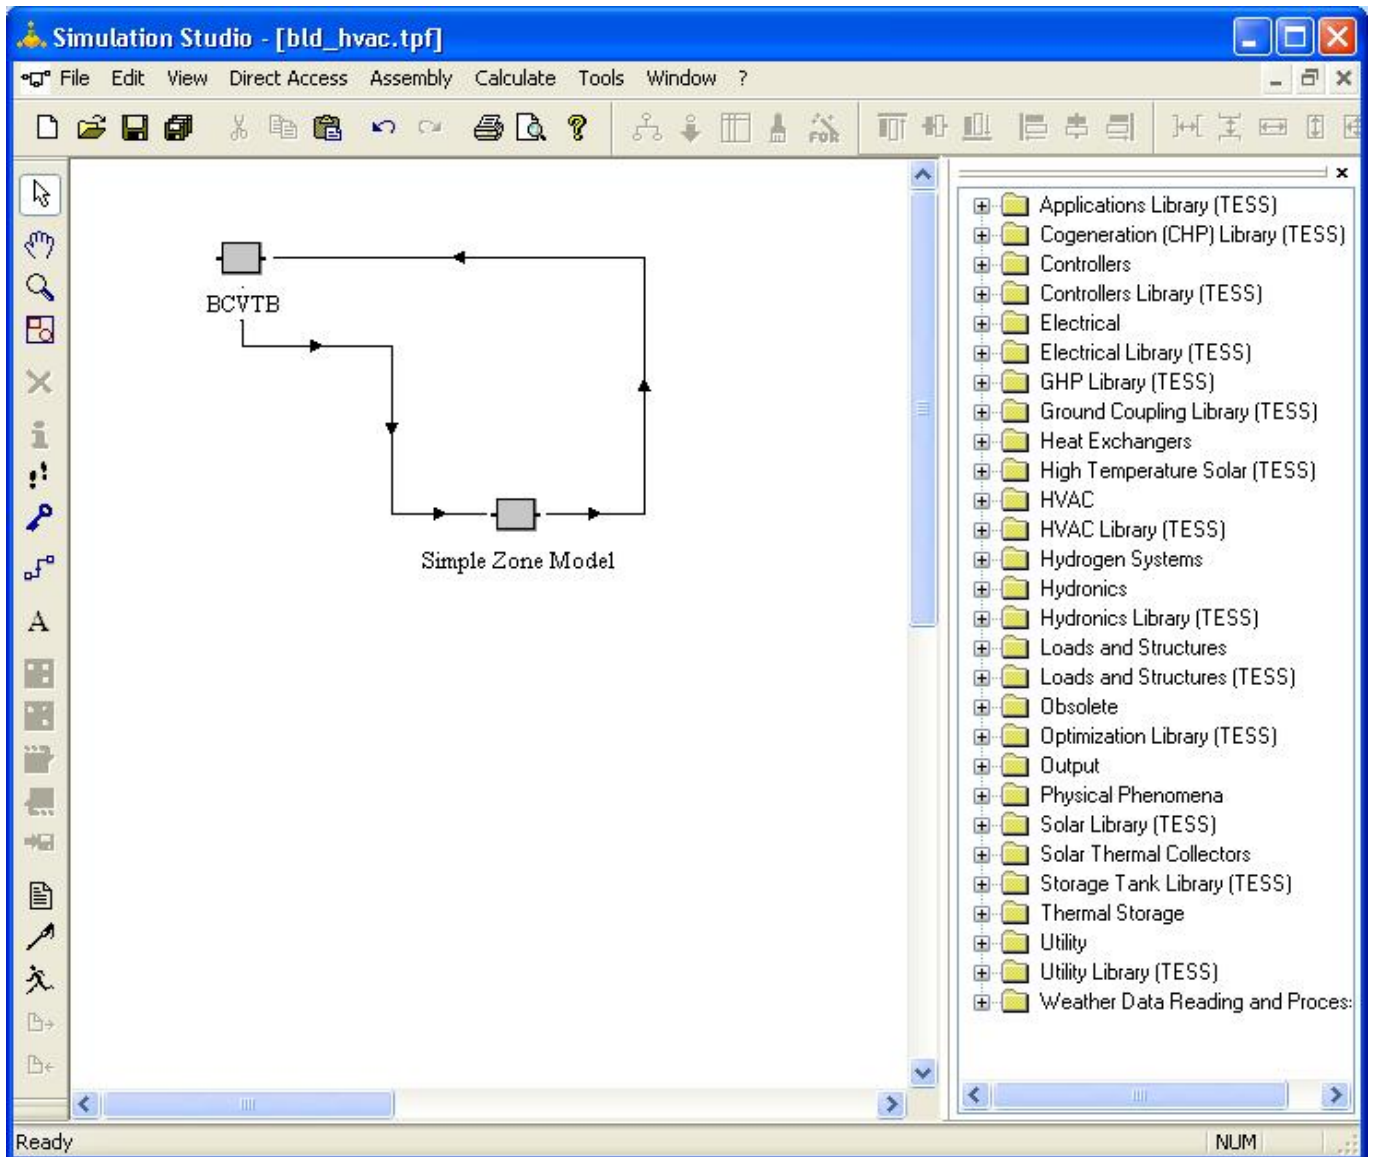 Simulation Studio - [bld_hvac.tpf]
File Edit View Direct Access Assembly Calculate Tools Window ?
FOR
BCVTB
Simple Zone Model
A
Applications Library (TESS)
Cogeneration (CHP) Library (TESS)
Controllers
Controllers Library (TESS)
Electrical
Electrical Library (TESS)
GHP Library (TESS)
Ground Coupling Library (TESS)
Heat Exchangers
High Temperature Solar (TESS)
HVAC
HVAC Library (TESS)
Hydrogen Systems
Hydronics
Hydronics Library (TESS)
Loads and Structures
Loads and Structures (TESS)
Obsolete
Optimization Library (TESS)
Output
Physical Phenomena
Solar Library (TESS)
Solar Thermal Collectors
Storage Tank Library (TESS)
Thermal Storage
Utility
Utility Library (TESS)
Weather Data Reading and Proces
Ready
NUM